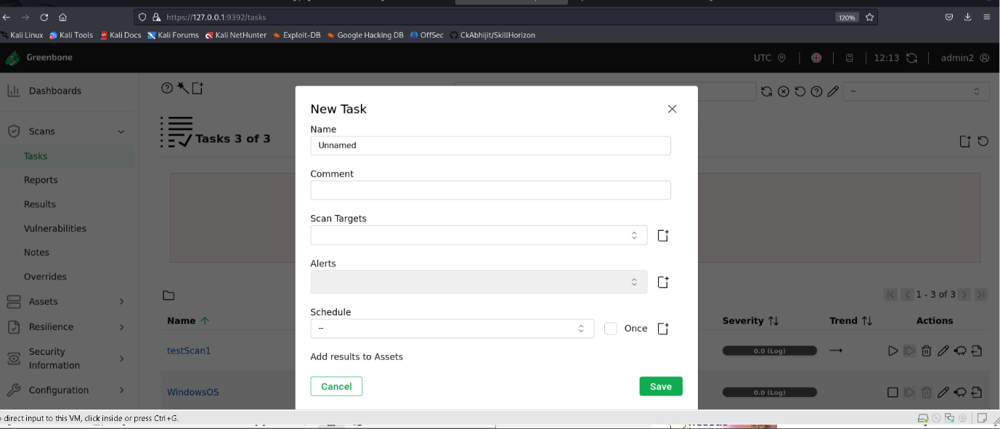 https://127.0.0.1:9392/tasks
120%
Kali Linux Kali Tools Kali Docs Kali Forums Kali NetHunter Exploit-DB Google Hacking DB OffSec CkAbhijit/SkillHorizon
Greenbone
UTC 12:13 admin2
Dashboards
Scans
Tasks
Reports
Results
Vulnerabilities
Notes
Overrides
Assets
Resilience
Security
Information
Configuration
Tasks 3 of 3
--
New Task
Name
Unnamed
Comment
Scan Targets
Alerts
Schedule
--
Once
Add results to Assets
Cancel
Save
1 - 3 of 3
Name Severity Trend Actions
testScan1 0.0 (Log)
WindowsOS 0.0 (Log)
direct input to this VM, click inside or press Ctrl+G.